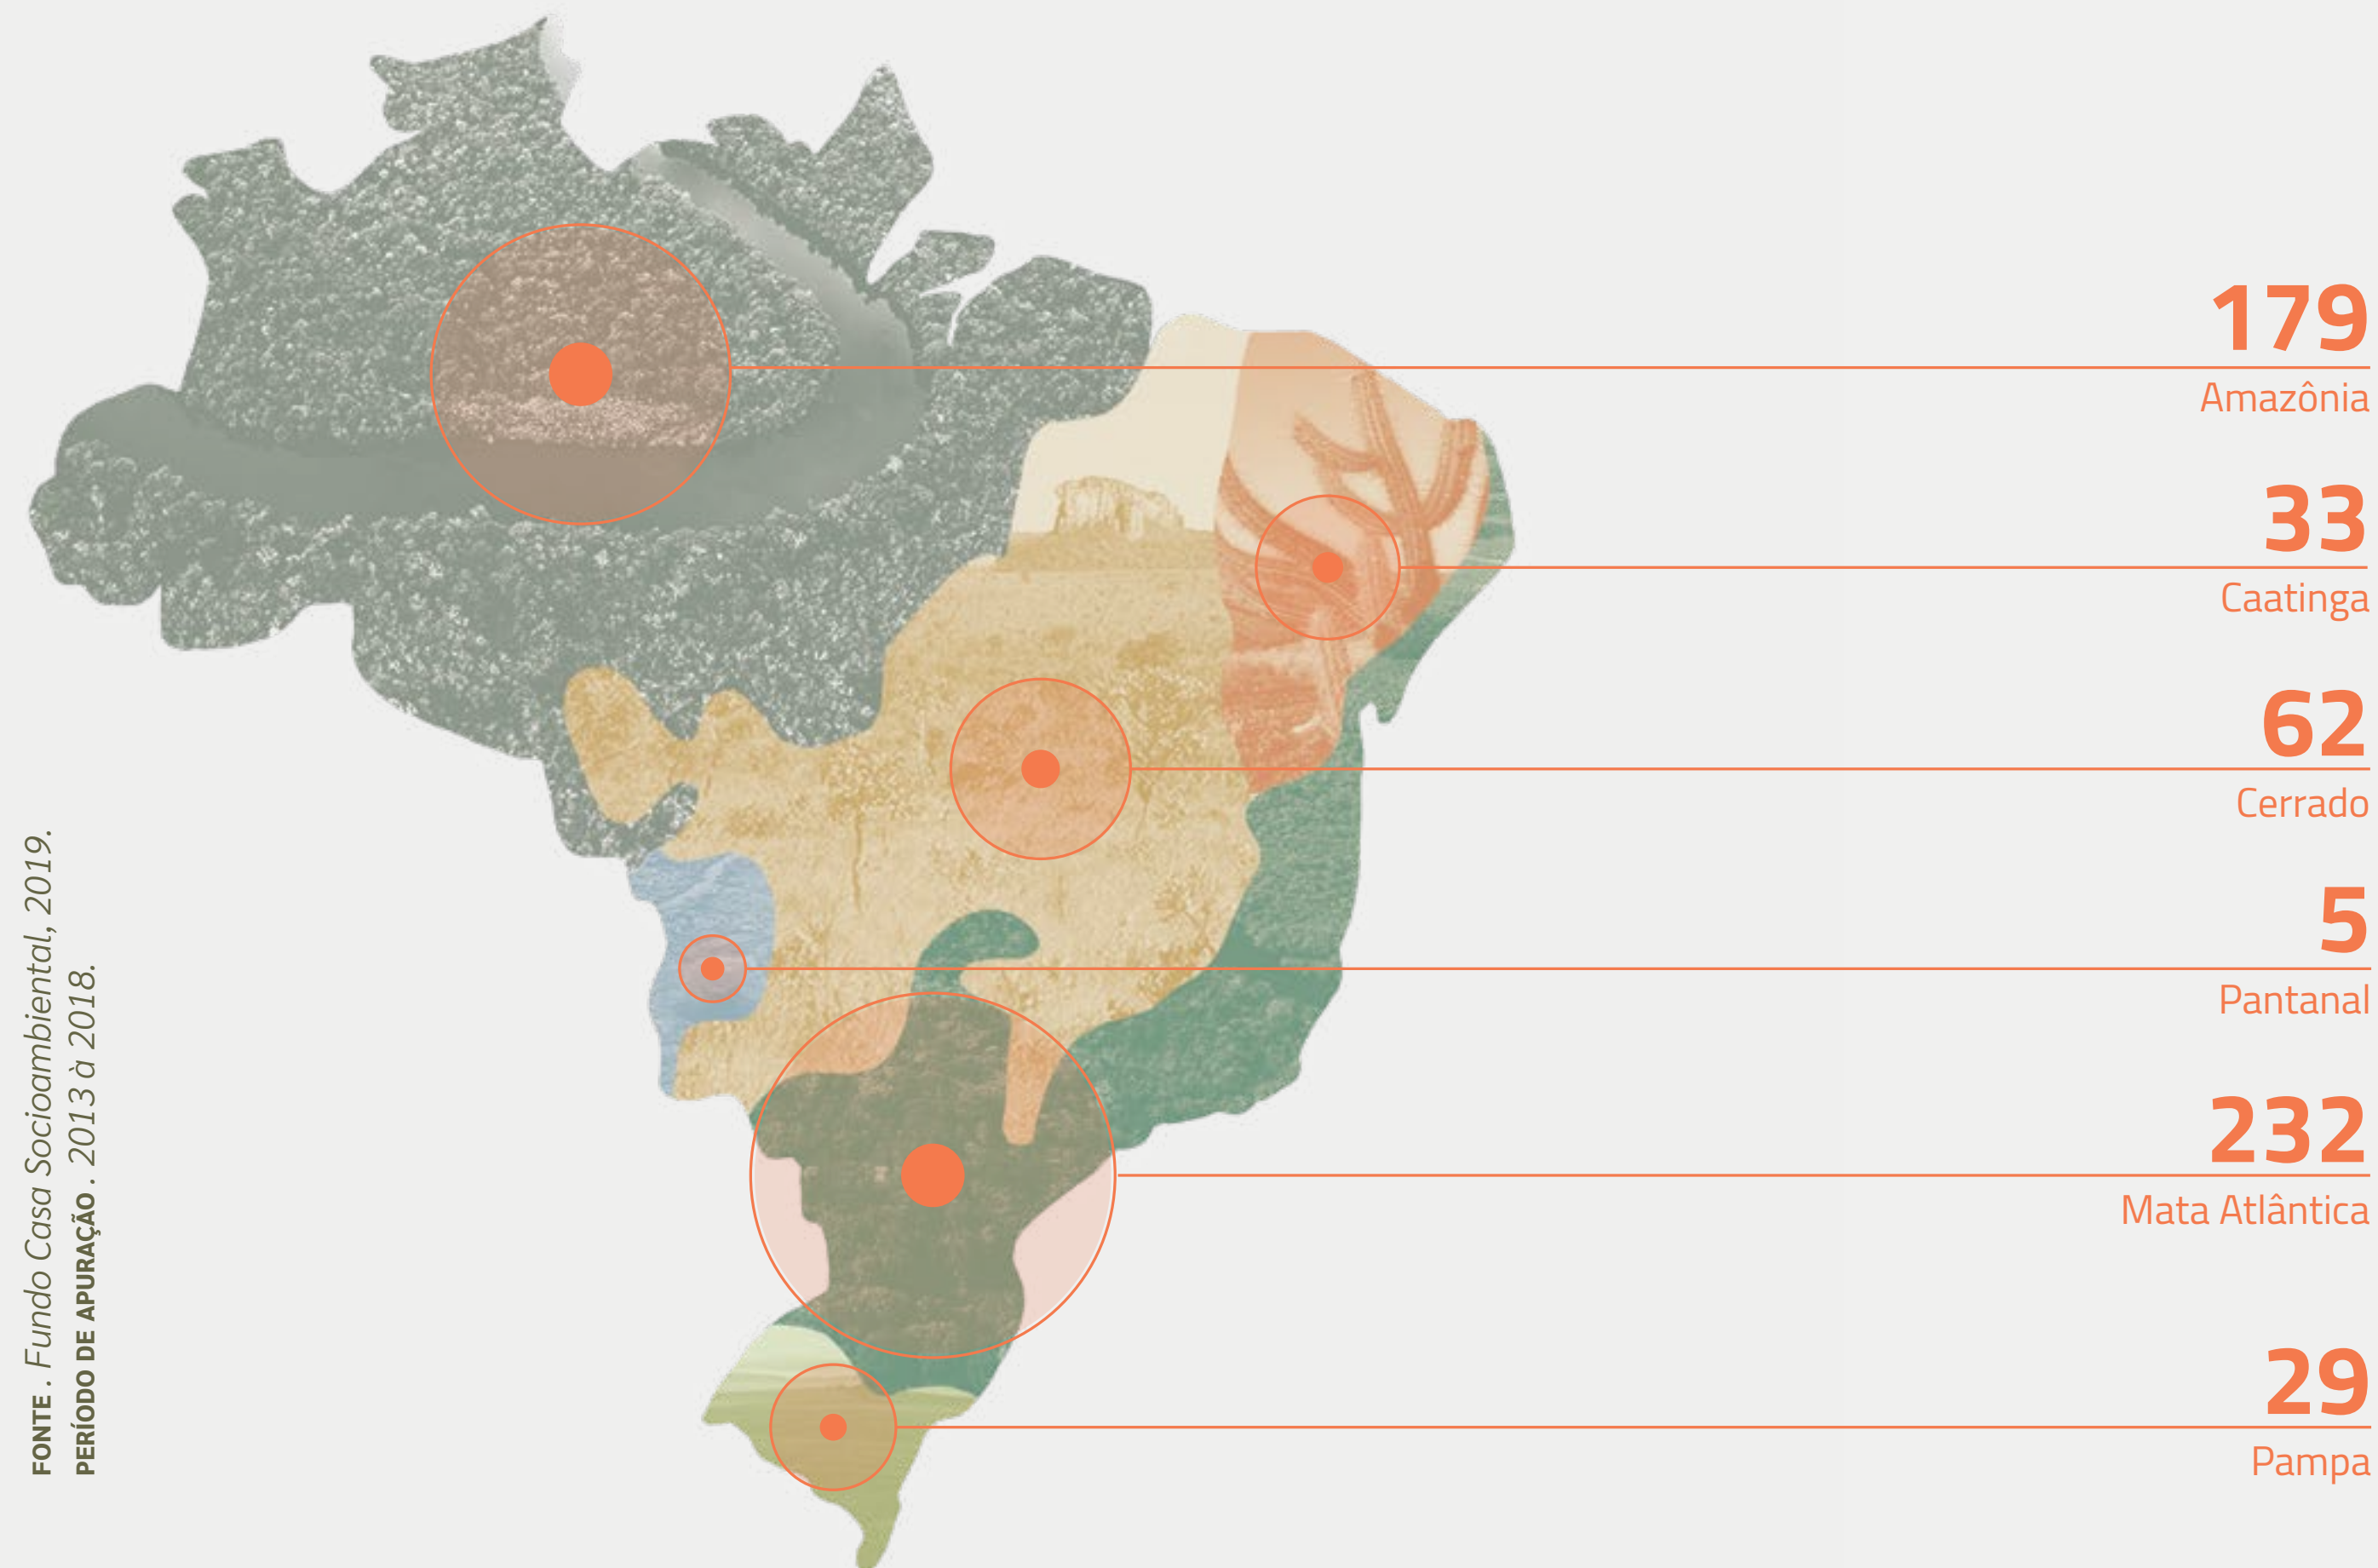 179
Amazônia
33
Caatinga
62
Cerrado
5
Pantanal
232
Mata Atlântica
29
Pampa
FONTE . Fundo Casa Socioambiental, 2019.
PERÍODO DE APURAÇÃO . 2013 à 2018.